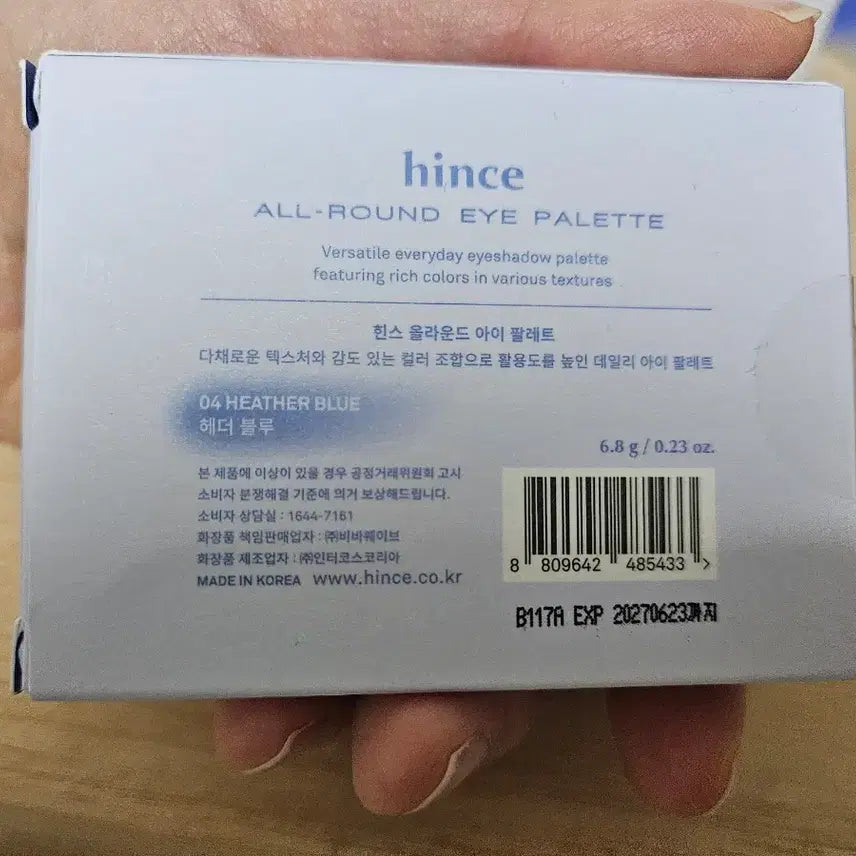 hince
ALL-ROUND EYE PALETTE
Versatile everyday eyeshadow palette
featuring rich colors in various textures
힌스 올라운드 아이 팔레트
다채로운 텍스처와 감도 있는 컬러 조합으로 활용도를 높인 데일리 아이 팔레트
04 HEATHER BLUE
헤더 블루
6.8 g / 0.23 oz.
본 제품에 이상이 있을 경우 공정거래위원회 고시
소비자 분쟁해결 기준에 의거 보상해드립니다.
소비자 상담실 : 1644-7161
화장품 책임판매업자 : ㈜비바웨이브
화장품 제조업자 : ㈜인터코스코리아
MADE IN KOREA www.hince.co.kr
8 809642 485433 >
B117A EXP 20270623까지